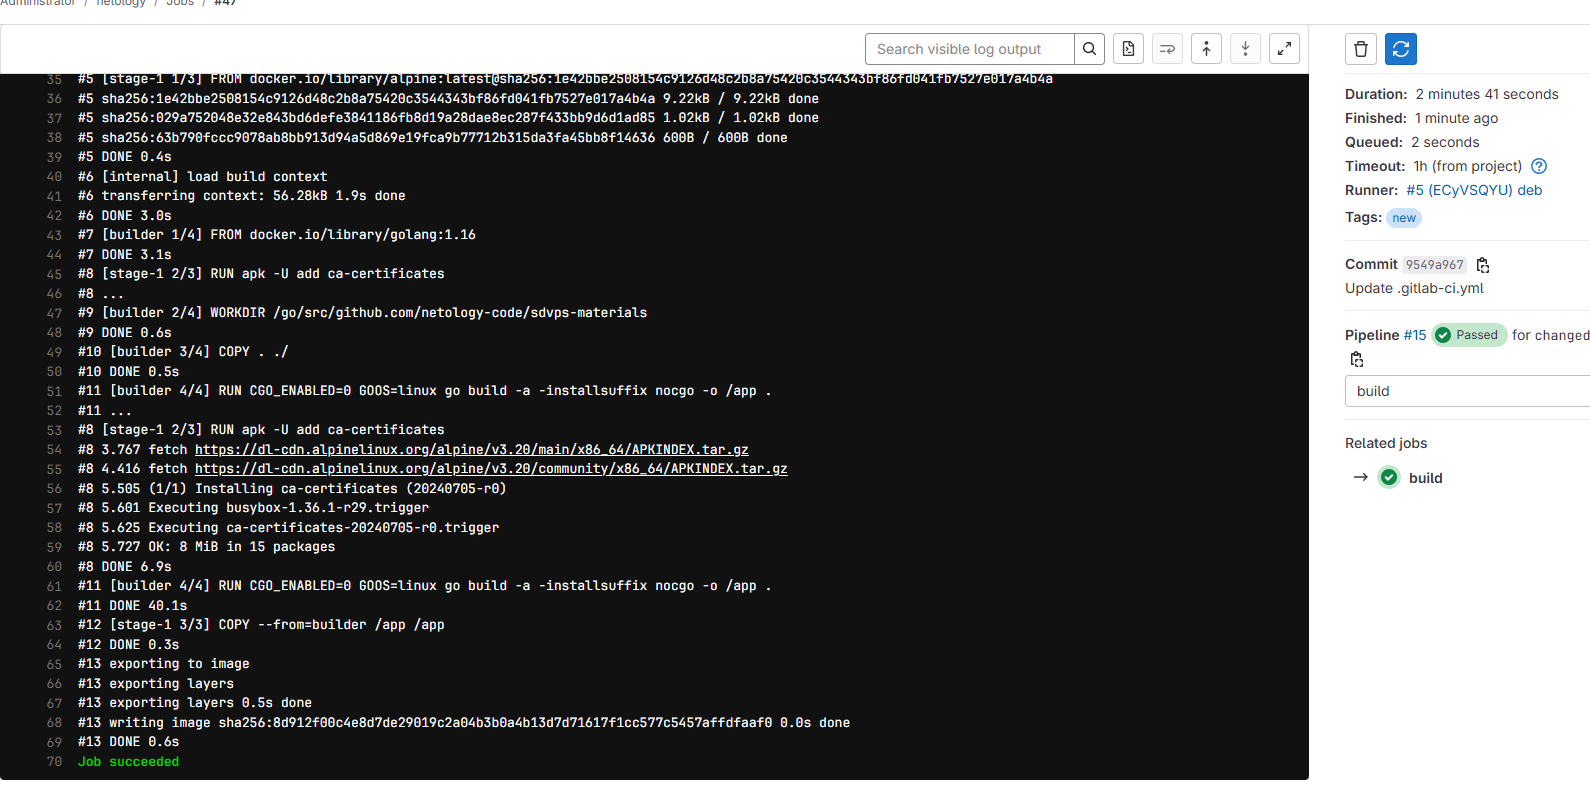 Administrator / netology / Jobs / #47
Search visible log output
35 #5 [stage-1 1/3] FROM docker.io/library/alpine:latest@sha256:1e42bbe2508154c9126d48c2b8a75420c3544343bf86fd041fb7527e017a4b4a
36 #5 sha256:1e42bbe2508154c9126d48c2b8a75420c3544343bf86fd041fb7527e017a4b4a 9.22kB / 9.22kB done
37 #5 sha256:029a752048e32e843bd6defe3841186fb8d19a28dae8ec287f433bb9d6d1ad85 1.02kB / 1.02kB done
38 #5 sha256:63b790fccc9078ab8bb913d94a5d869e19fca9b77712b315da3fa45bb8f14636 600B / 600B done
39 #5 DONE 0.4s
40 #6 [internal] load build context
41 #6 transferring context: 56.28kB 1.9s done
42 #6 DONE 3.0s
43 #7 [builder 1/4] FROM docker.io/library/golang:1.16
44 #7 DONE 3.1s
45 #8 [stage-1 2/3] RUN apk -U add ca-certificates
46 #8 ...
47 #9 [builder 2/4] WORKDIR /go/src/github.com/netology-code/sdvps-materials
48 #9 DONE 0.6s
49 #10 [builder 3/4] COPY . ./
50 #10 DONE 0.5s
51 #11 [builder 4/4] RUN CGO_ENABLED=0 GOOS=linux go build -a -installsuffix nocgo -o /app .
52 #11 ...
53 #8 [stage-1 2/3] RUN apk -U add ca-certificates
54 #8 3.767 fetch https://dl-cdn.alpinelinux.org/alpine/v3.20/main/x86_64/APKINDEX.tar.gz
55 #8 4.416 fetch https://dl-cdn.alpinelinux.org/alpine/v3.20/community/x86_64/APKINDEX.tar.gz
56 #8 5.505 (1/1) Installing ca-certificates (20240705-r0)
57 #8 5.601 Executing busybox-1.36.1-r29.trigger
58 #8 5.625 Executing ca-certificates-20240705-r0.trigger
59 #8 5.727 OK: 8 MiB in 15 packages
60 #8 DONE 6.9s
61 #11 [builder 4/4] RUN CGO_ENABLED=0 GOOS=linux go build -a -installsuffix nocgo -o /app .
62 #11 DONE 40.1s
63 #12 [stage-1 3/3] COPY --from=builder /app /app
64 #12 DONE 0.3s
65 #13 exporting to image
66 #13 exporting layers
67 #13 exporting layers 0.5s done
68 #13 writing image sha256:8d912f00c4e8d7de29019c2a04b3b0a4b13d7d71617f1cc577c5457affdfaaf0 0.0s done
69 #13 DONE 0.6s
70 Job succeeded
Duration: 2 minutes 41 seconds
Finished: 1 minute ago
Queued: 2 seconds
Timeout: 1h (from project)
Runner: #5 (ECyVSQYU) deb
Tags: new
Commit 9549a967
Update .gitlab-ci.yml
Pipeline #15 Passed for changed
build
Related jobs
→ build